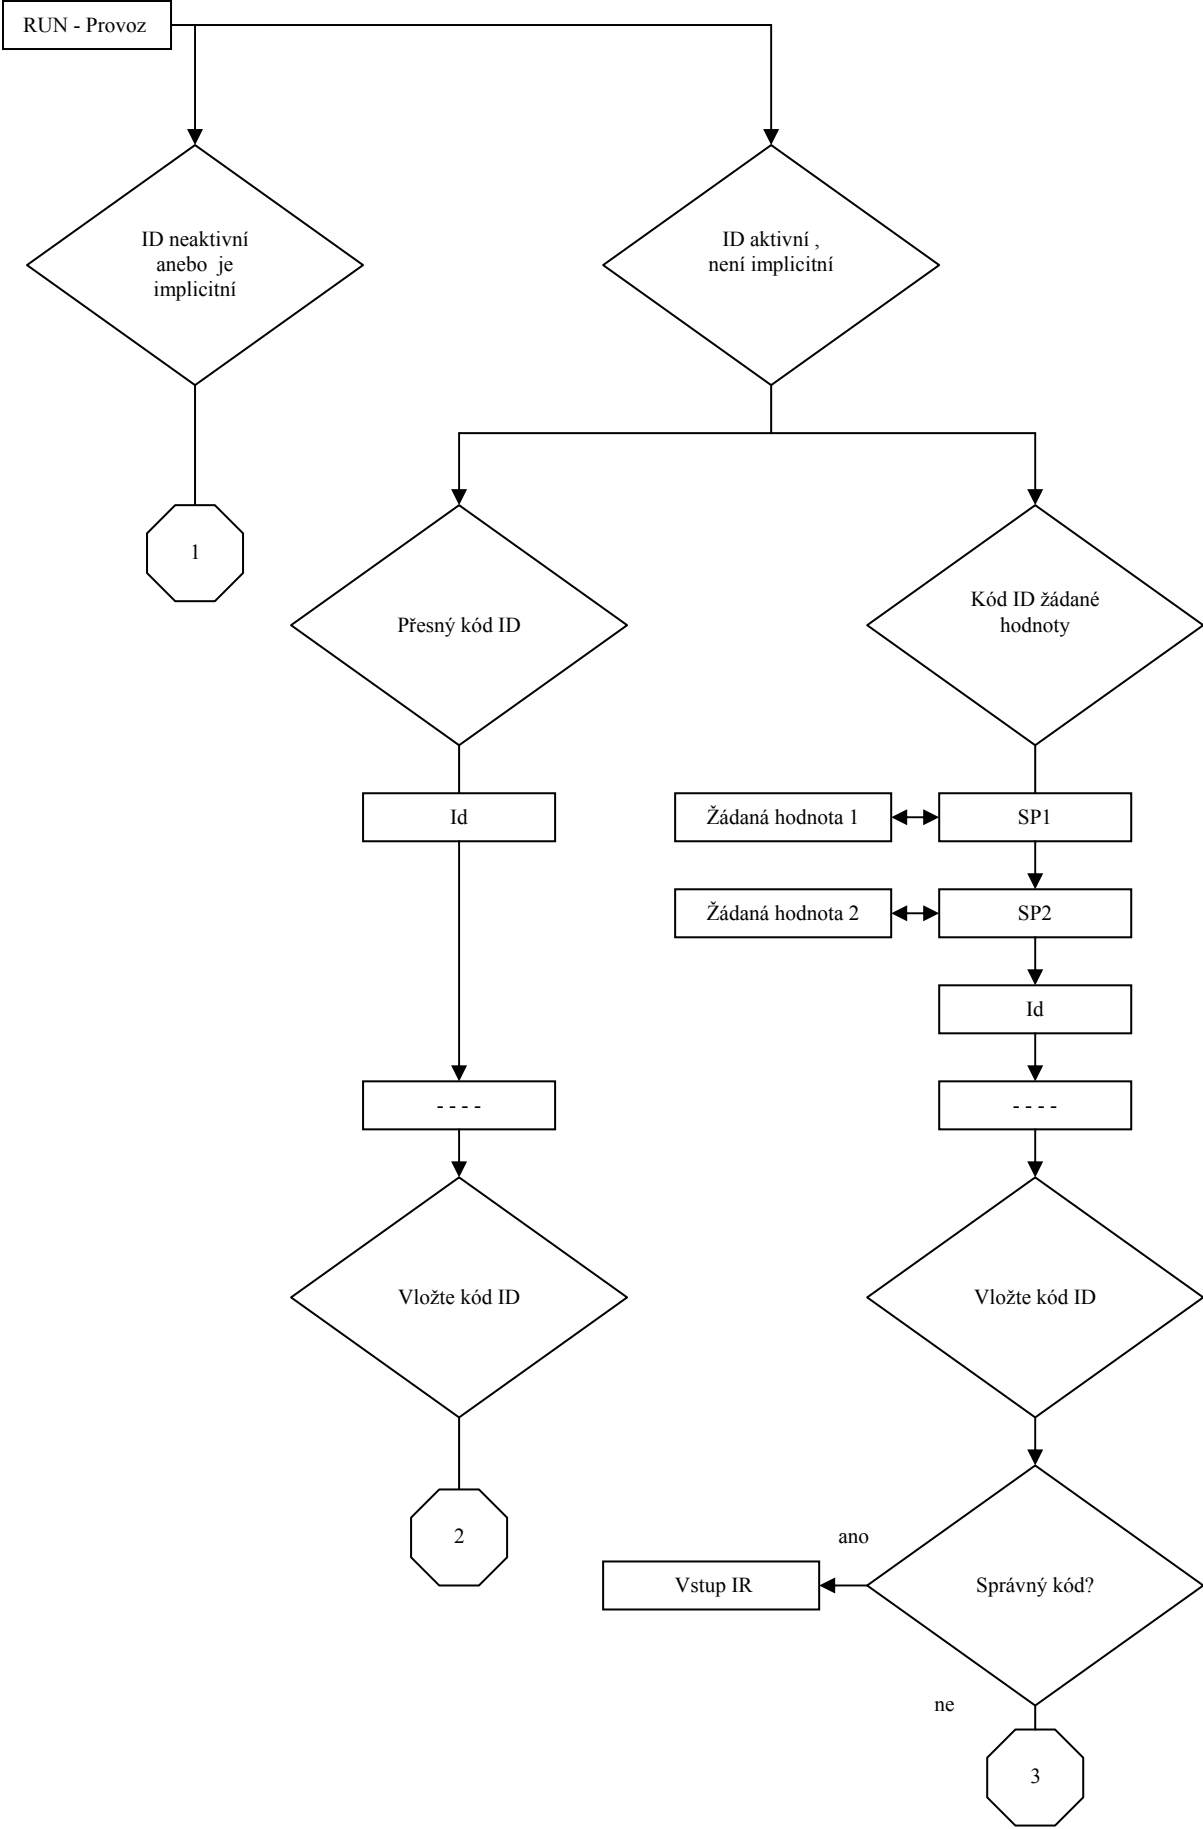 RUN - Provoz
ID neaktivní
anebo je
implicitní
ID aktivní ,
není implicitní
1
Přesný kód ID
Kód ID žádané
hodnoty
Id
Žádaná hodnota 1
SP1
Žádaná hodnota 2
SP2
Id
- - - -
- - - -
Vložte kód ID
Vložte kód ID
2
ano
Vstup IR
Správný kód?
ne
3